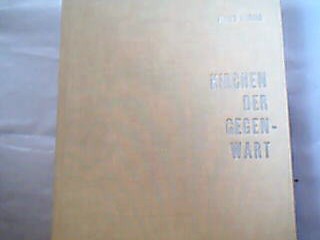 KIRCHEN
DER
GEGEN-
WART